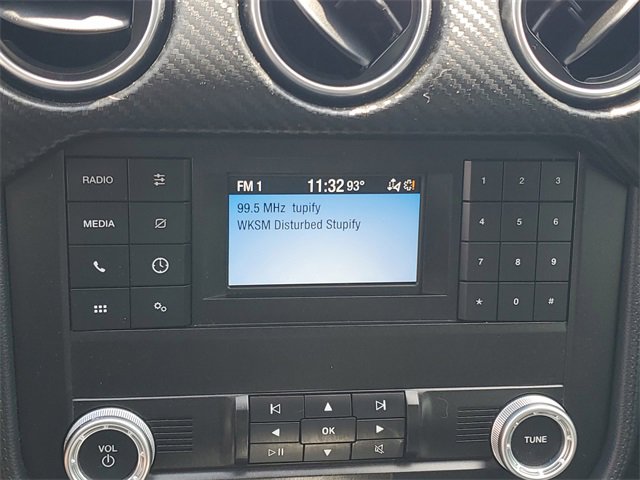 FM 1 11:32 93°
99.5 MHz tupify
WKSM Disturbed Stupify
RADIO
MEDIA
1 2 3
4 5 6
7 8 9
* 0 #
OK
VOL
TUNE